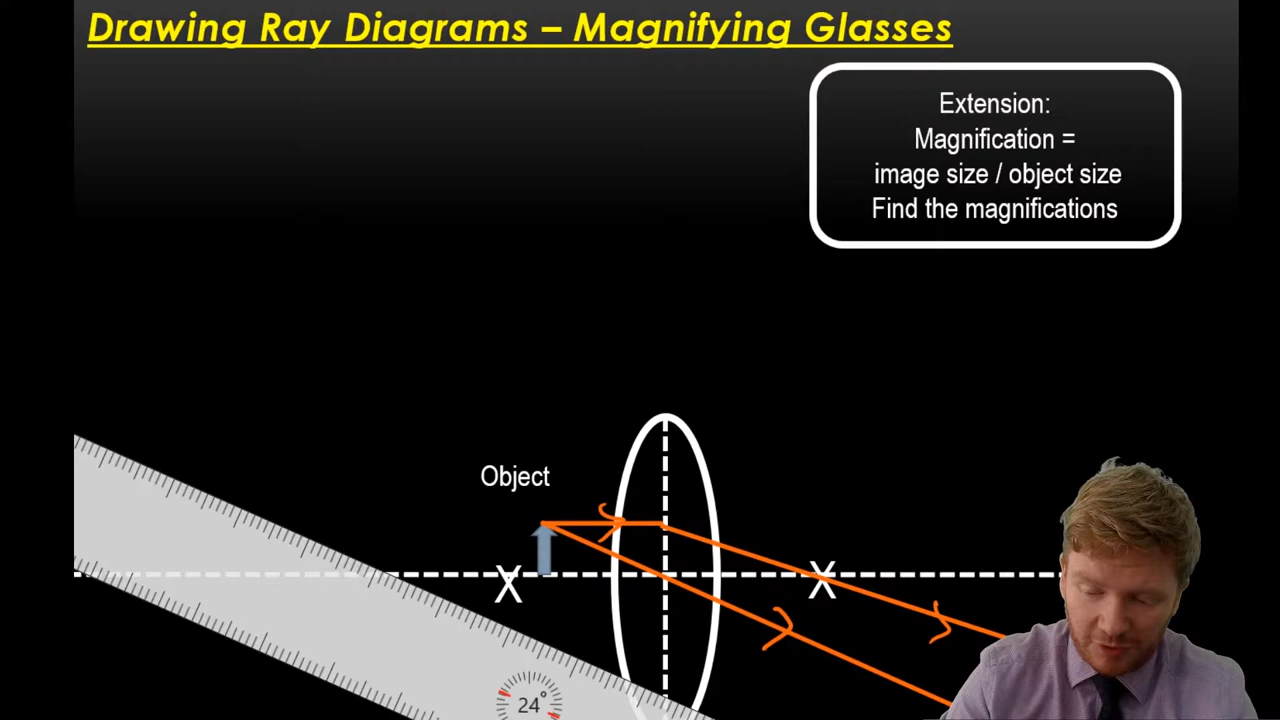 Drawing Ray Diagrams – Magnifying Glasses
Extension:
Magnification =
image size / object size
Find the magnifications
Object
X
X
24°